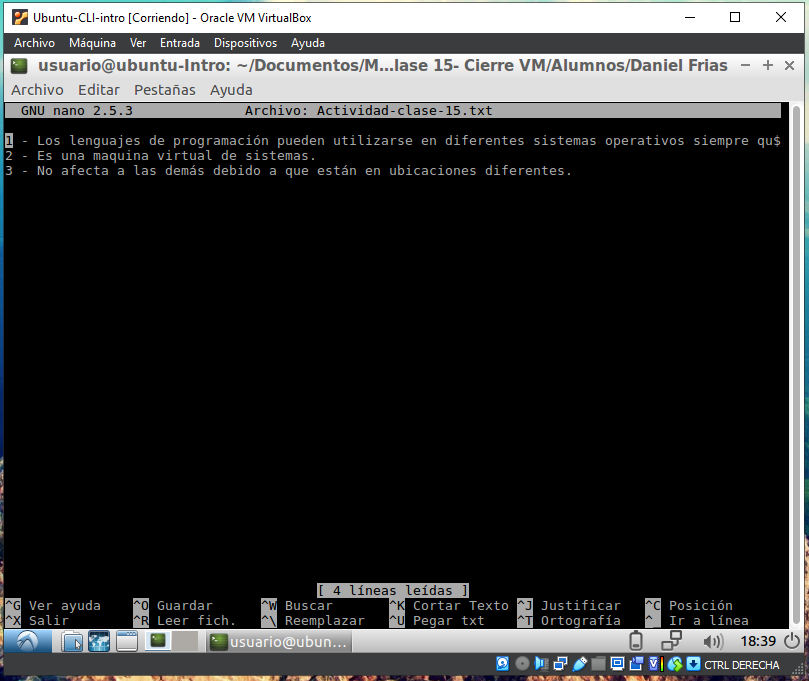 Ubuntu-CLI-intro [Corriendo] - Oracle VM VirtualBox
Archivo Máquina Ver Entrada Dispositivos Ayuda
usuario@ubuntu-Intro: ~/Documentos/M...lase 15- Cierre VM/Alumnos/Daniel Frias
Archivo Editar Pestañas Ayuda
GNU nano 2.5.3 Archivo: Actividad-clase-15.txt
1 - Los lenguajes de programación pueden utilizarse en diferentes sistemas operativos siempre qu$
2 - Es una maquina virtual de sistemas.
3 - No afecta a las demás debido a que están en ubicaciones diferentes.
[ 4 líneas leídas ]
^G Ver ayuda ^O Guardar ^W Buscar ^K Cortar Texto ^J Justificar ^C Posición
^X Salir ^R Leer fich. ^\ Reemplazar ^U Pegar txt ^T Ortografía ^_ Ir a línea
usuario@ubun... 18:39
CTRL DERECHA